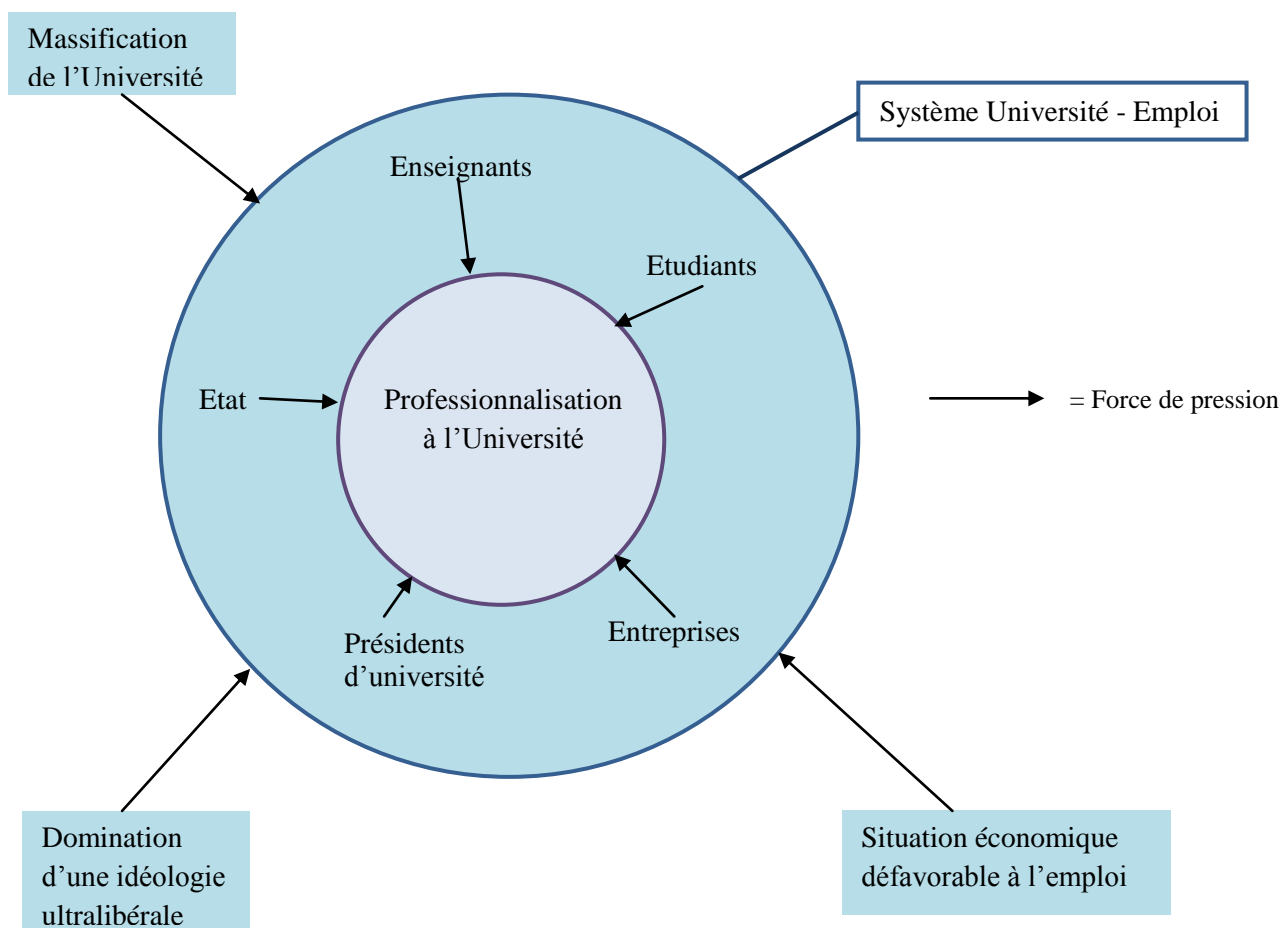 Massification
de l’Université
Système Université - Emploi
Enseignants
Etudiants
Etat
Professionnalisation
à l’Université
= Force de pression
Présidents
d’université
Entreprises
Domination
d’une idéologie
ultralibérale
Situation économique
défavorable à l’emploi